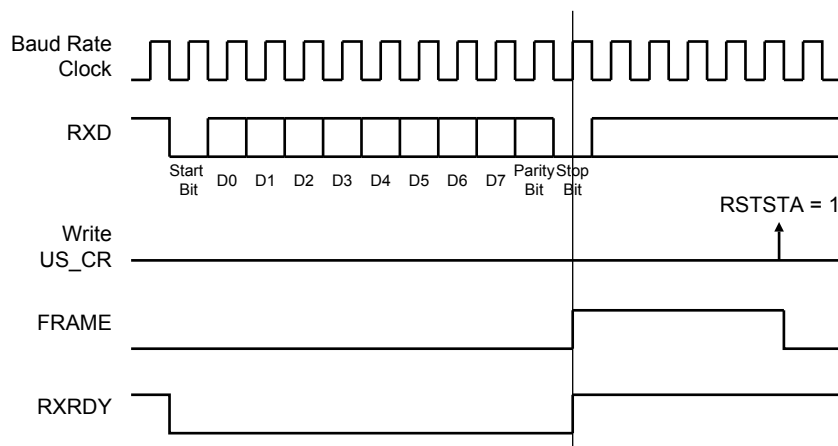 Baud Rate
Clock
RXD
Start
Bit
D0 D1 D2 D3 D4 D5 D6 D7
Parity
Bit
Stop
Bit
RSTSTA = 1
Write
US_CR
FRAME
RXRDY